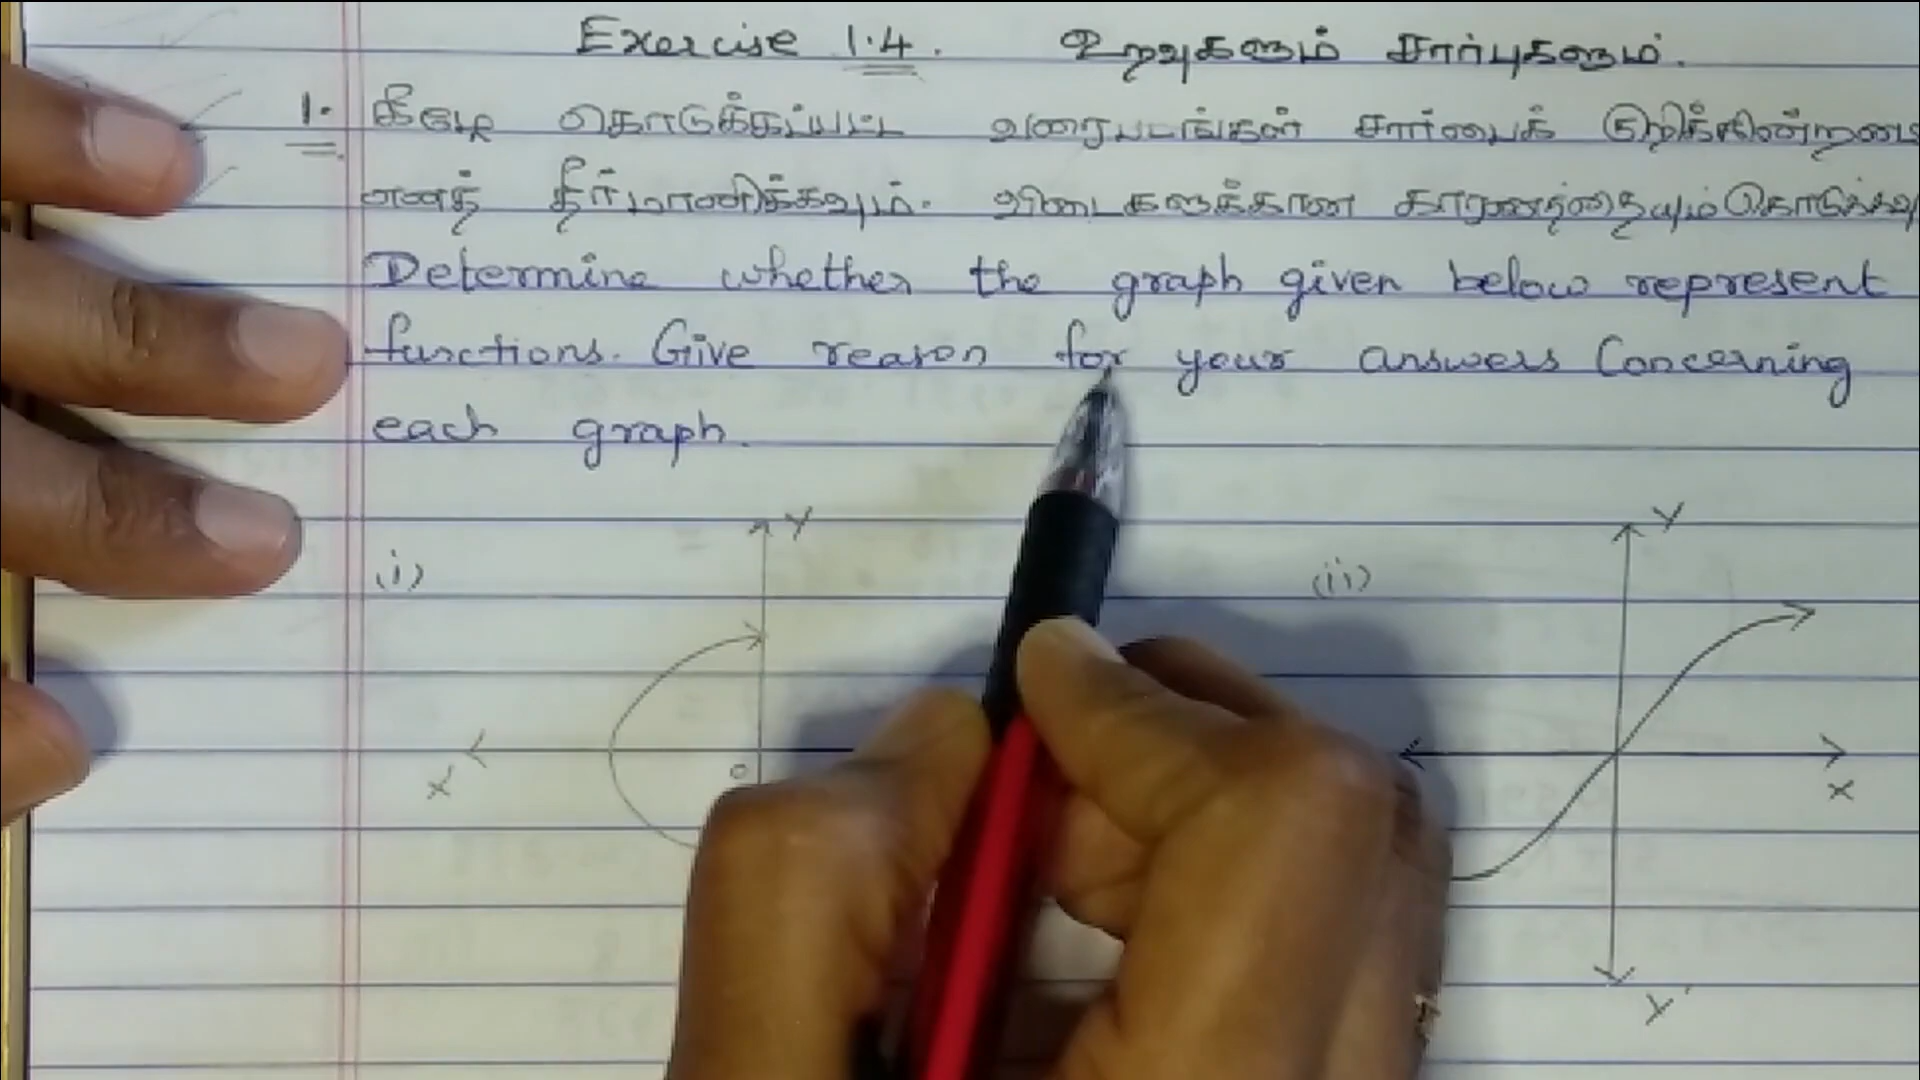 Exercise 1.4. உறவுகளும் சார்புகளும்.
1. கீழே கொடுக்கப்பட்ட வரைபடங்கள் சார்பைக் குறிக்கின்றனவை
எனத் தீர்மானிக்கவும். விடைகளுக்கான காரணத்தையும் கொடுக்கவு
Determine whether the graph given below represent
functions. Give reason for your answers Concerning
each graph.
(i) Y (ii) Y
X O X
Y